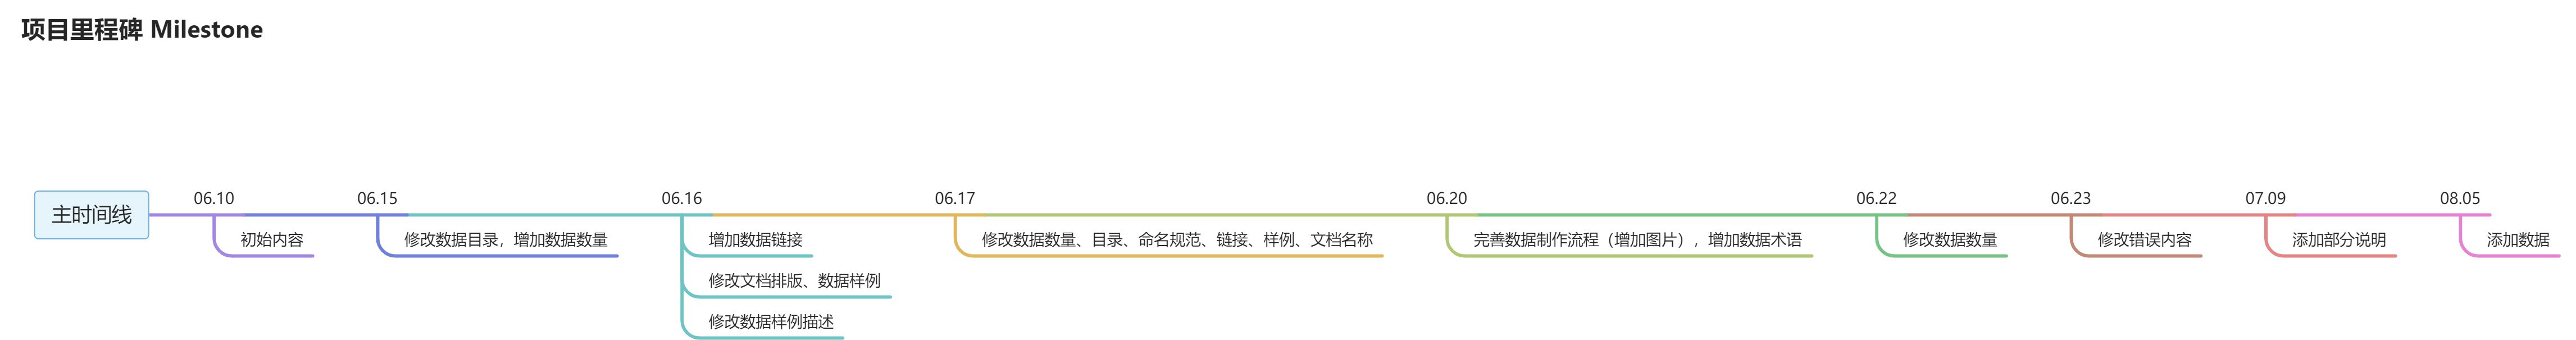 项目里程碑 Milestone
主时间线
06.10
初始内容
06.15
修改数据目录，增加数据数量
06.16
增加数据链接
修改文档排版、数据样例
修改数据样例描述
06.17
修改数据数量、目录、命名规范、链接、样例、文档名称
06.20
完善数据制作流程（增加图片），增加数据术语
06.22
修改数据数量
06.23
修改错误内容
07.09
添加部分说明
08.05
添加数据